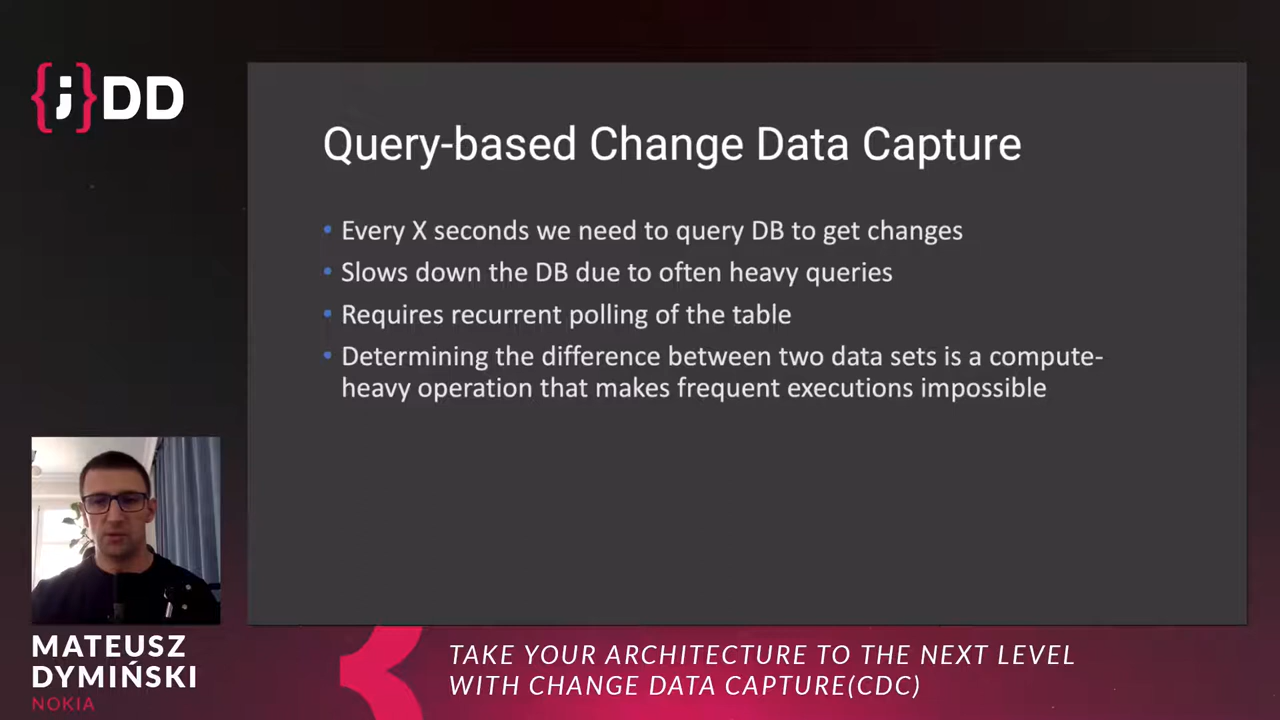 {;}DD
Query-based Change Data Capture
• Every X seconds we need to query DB to get changes
• Slows down the DB due to often heavy queries
• Requires recurrent polling of the table
• Determining the difference between two data sets is a compute-
heavy operation that makes frequent executions impossible
MATEUSZ
DYMIŃSKI
NOKIA
TAKE YOUR ARCHITECTURE TO THE NEXT LEVEL
WITH CHANGE DATA CAPTURE(CDC)